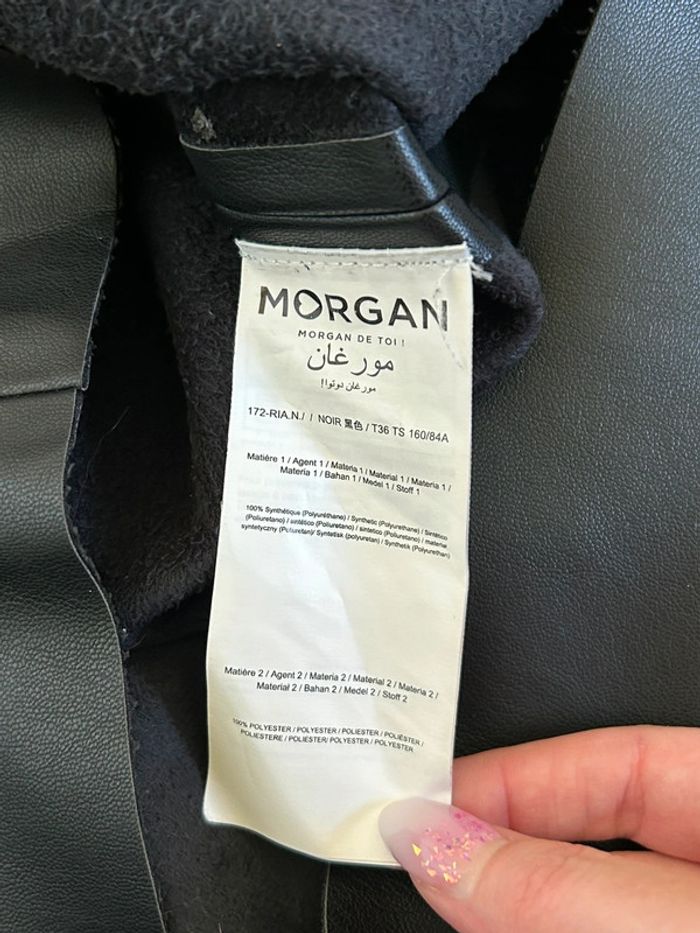 MORGAN
MORGAN DE TOI !
مورغان
مورغان دوتوا!
172-RIA.N./ / NOIR 黑色 / T36 TS 160/84A
Matière 1 / Agent 1 / Materia 1 / Material 1 / Materia 1 /
Materia 1 / Bahan 1 / Medel 1 / Stoff 1
100% Synthétique (Polyuréthane) / Synthetic (Polyurethane) / Sintético
(Poliuretano) / sintético (Poliuretano) / sintetico (Poliuretano) / materiał
syntetyczny (Poliuretan)/ Syntetisk (polyuretan) / Synthetik (Polyurethan)
Matière 2 / Agent 2 / Materia 2 / Material 2 / Materia 2 /
Materiał 2 / Bahan 2 / Medel 2 / Stoff 2
100% POLYESTER / POLYESTER / POLIESTER / POLIÉSTER /
POLIESTERE / POLIESTER/ POLYESTER / POLYESTER